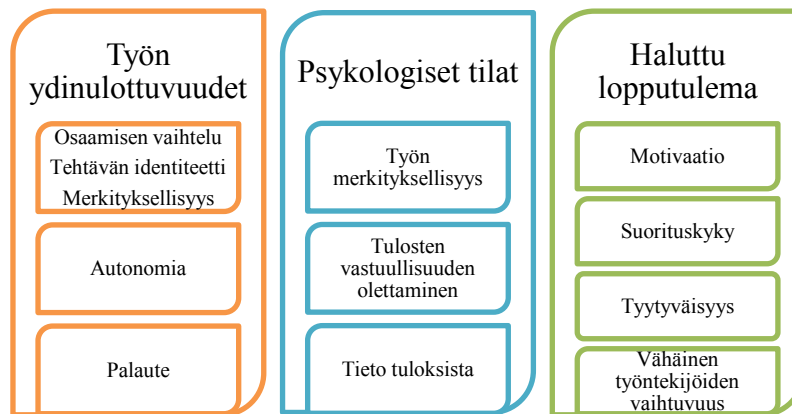 Työn
ydinulottuvuudet
Osaamisen vaihtelu
Tehtävän identiteetti
Merkityksellisyys
Autonomia
Palaute
Psykologiset tilat
Työn
merkityksellisyys
Tulosten
vastuullisuuden
olettaminen
Tieto tuloksista
Haluttu
lopputulema
Motivaatio
Suorituskyky
Tyytyväisyys
Vähäinen
työntekijöiden
vaihtuvuus